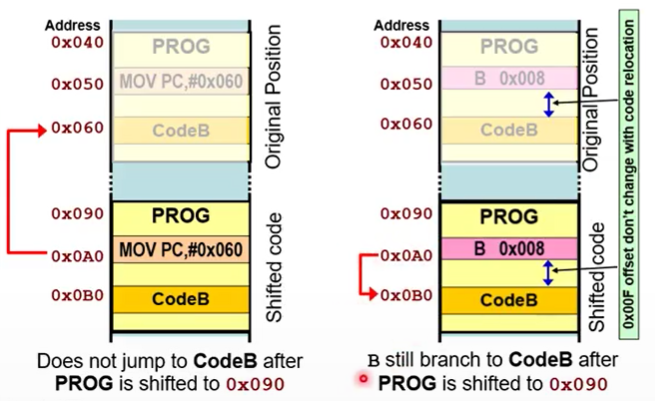 Address
0x040
PROG
0x050
MOV PC,#0x060
0x060
CodeB
Original Position
0x090
PROG
0x0A0
MOV PC,#0x060
0x0B0
CodeB
Shifted code
Does not jump to CodeB after
PROG is shifted to 0x090
Address
0x040
PROG
0x050
B 0x008
0x060
CodeB
Original Position
0x090
PROG
0x0A0
B 0x008
0x0B0
CodeB
Shifted code
0x00F offset don't change with code relocation
B still branch to CodeB after
PROG is shifted to 0x090